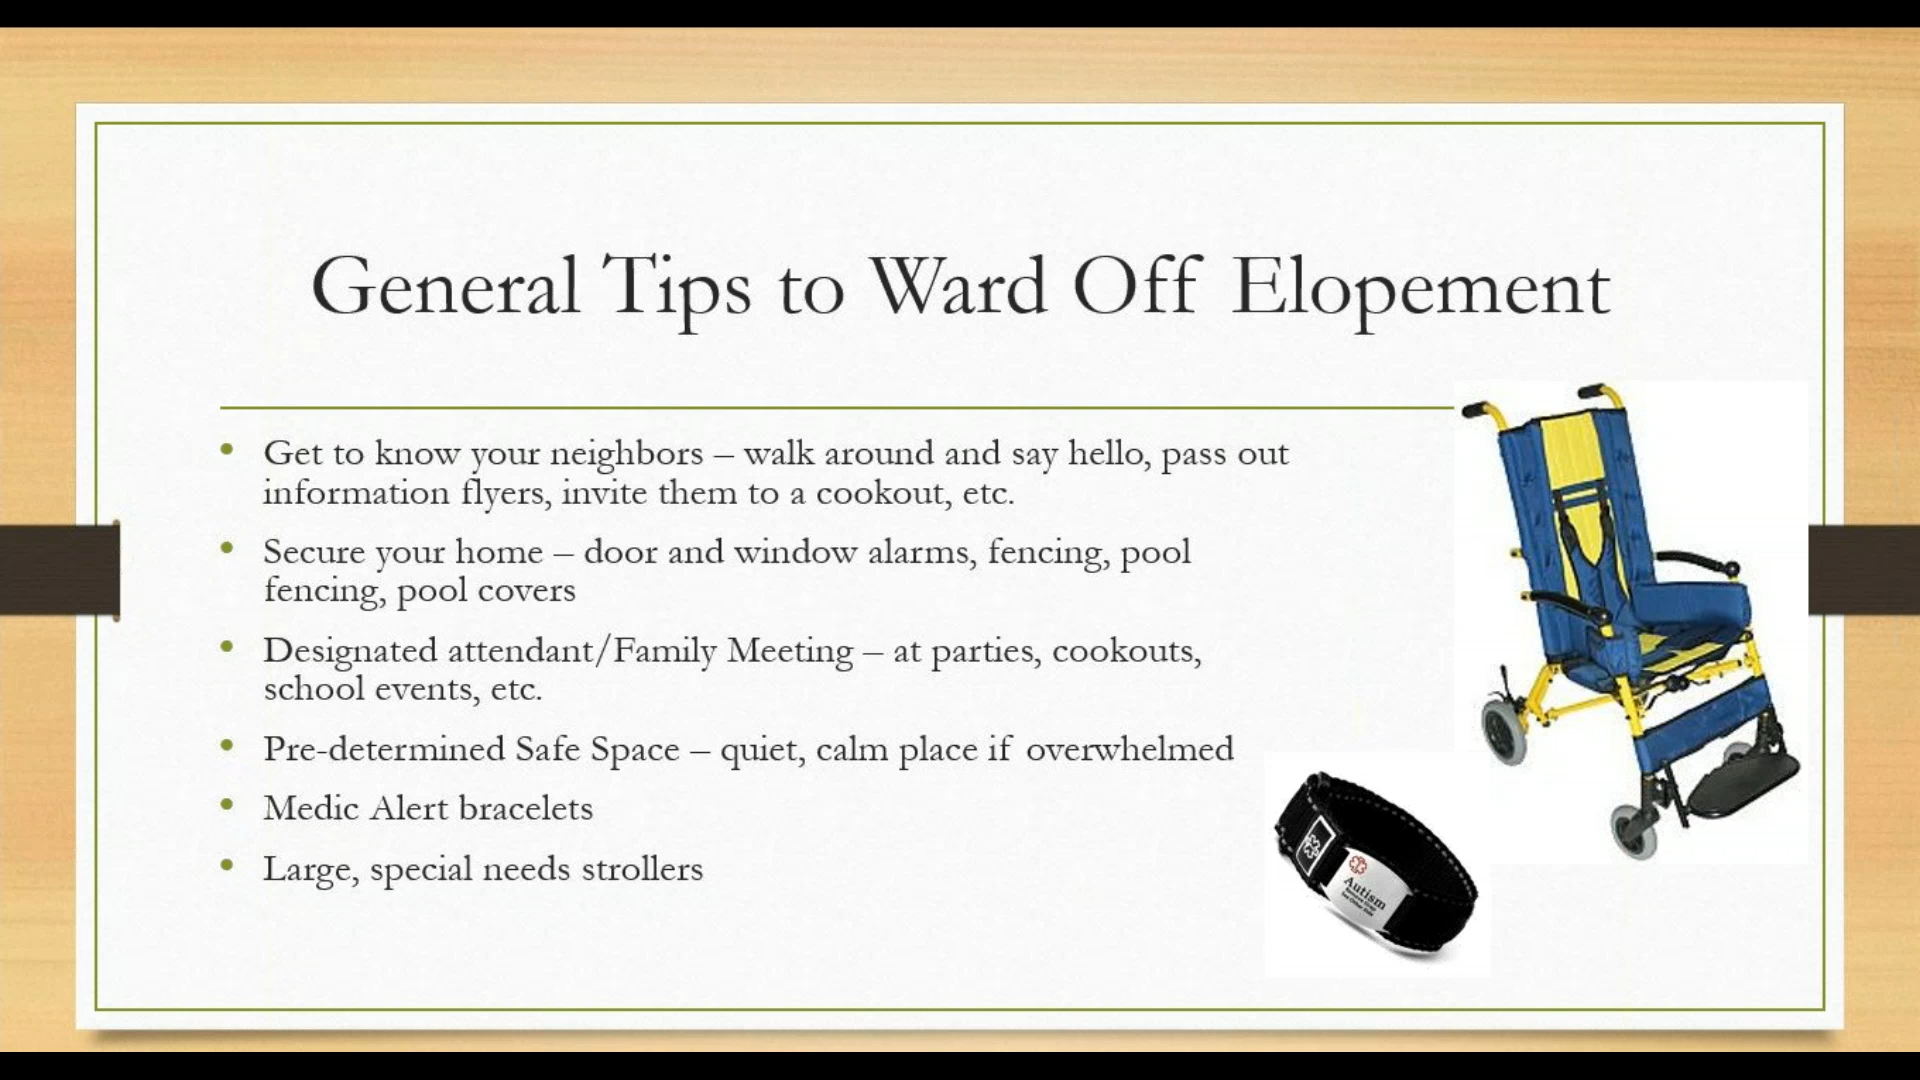 General Tips to Ward Off Elopement
• Get to know your neighbors – walk around and say hello, pass out
information flyers, invite them to a cookout, etc.
• Secure your home – door and window alarms, fencing, pool
fencing, pool covers
• Designated attendant/Family Meeting – at parties, cookouts,
school events, etc.
• Pre-determined Safe Space – quiet, calm place if overwhelmed
• Medic Alert bracelets
• Large, special needs strollers
Autism